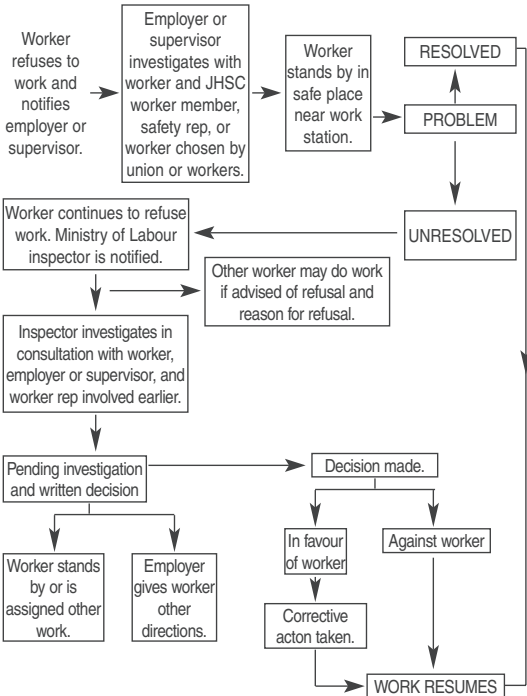 Worker
refuses to
work and
notifies
employer or
supervisor.
Employer or
supervisor
investigates with
worker and JHSC
worker member,
safety rep, or
worker chosen by
union or workers.
Worker
stands by in
safe place
near work
station.
RESOLVED
PROBLEM
UNRESOLVED
Worker continues to refuse
work. Ministry of Labour
inspector is notified.
Other worker may do work
if advised of refusal and
reason for refusal.
Inspector investigates in
consultation with worker,
employer or supervisor, and
worker rep involved earlier.
Pending investigation
and written decision
Decision made.
Worker stands
by or is
assigned other
work.
Employer
gives worker
other
directions.
In favour
of worker
Against worker
Corrective
acton taken.
WORK RESUMES